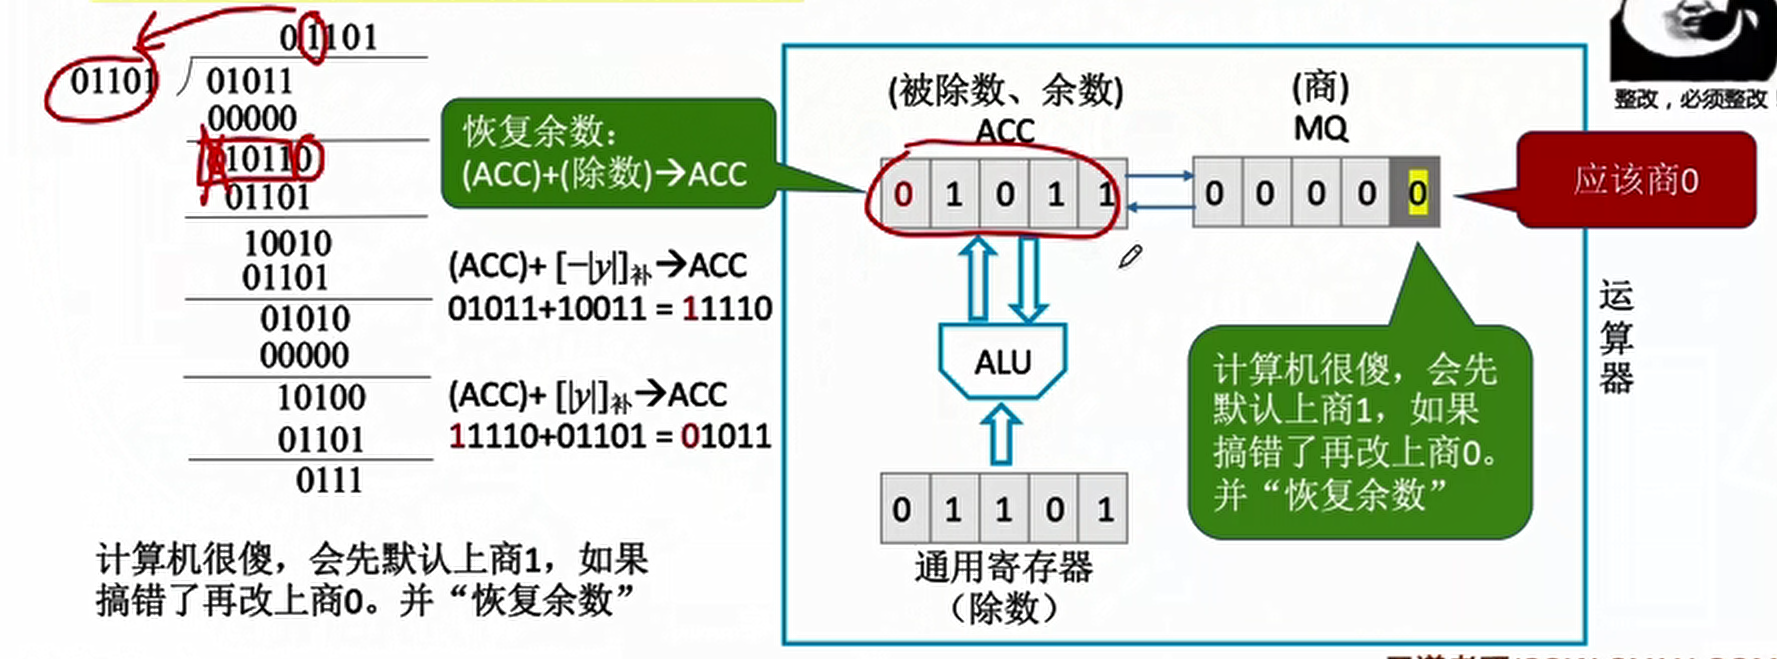 01101
01101
01011
00000
010110
01101
10010
01101
01010
00000
10100
01101
0111
计算机很傻，会先默认上商1，如果
搞错了再改上商0。并“恢复余数”
恢复余数：
(ACC)+(除数)→ACC
(ACC)+ [−|y|]补→ACC
01011+10011 = 11110
(ACC)+ [|y|]补→ACC
11110+01101 = 01011
(被除数、余数)
ACC
0 1 0 1 1
(商)
MQ
0 0 0 0 0
ALU
0 1 1 0 1
通用寄存器
（除数）
应该商0
计算机很傻，会先
默认上商1，如果
搞错了再改上商0。
并“恢复余数”
运
算
器
整改，必须整改！